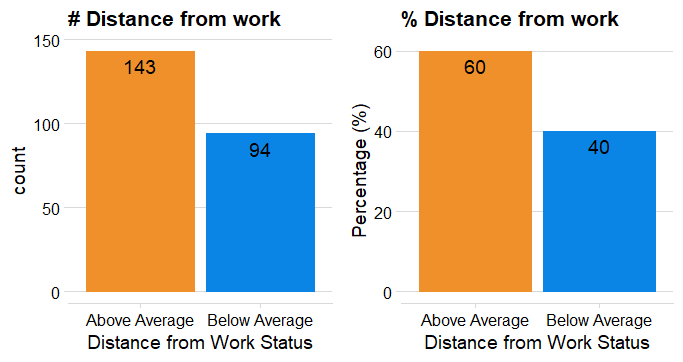 # Distance from work
150
100
50
0
count
143
94
Above Average
Below Average
Distance from Work Status
% Distance from work
60
40
20
0
Percentage (%)
60
40
Above Average
Below Average
Distance from Work Status